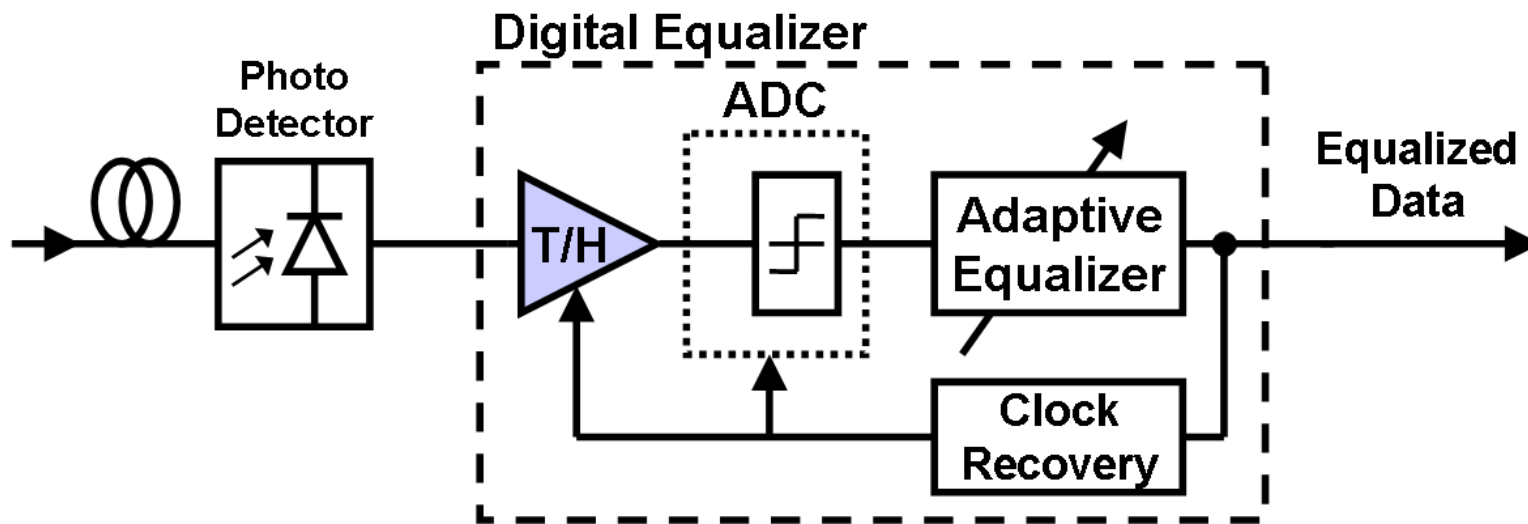 Digital Equalizer
Photo
Detector
ADC
T/H
Adaptive
Equalizer
Equalized
Data
Clock
Recovery